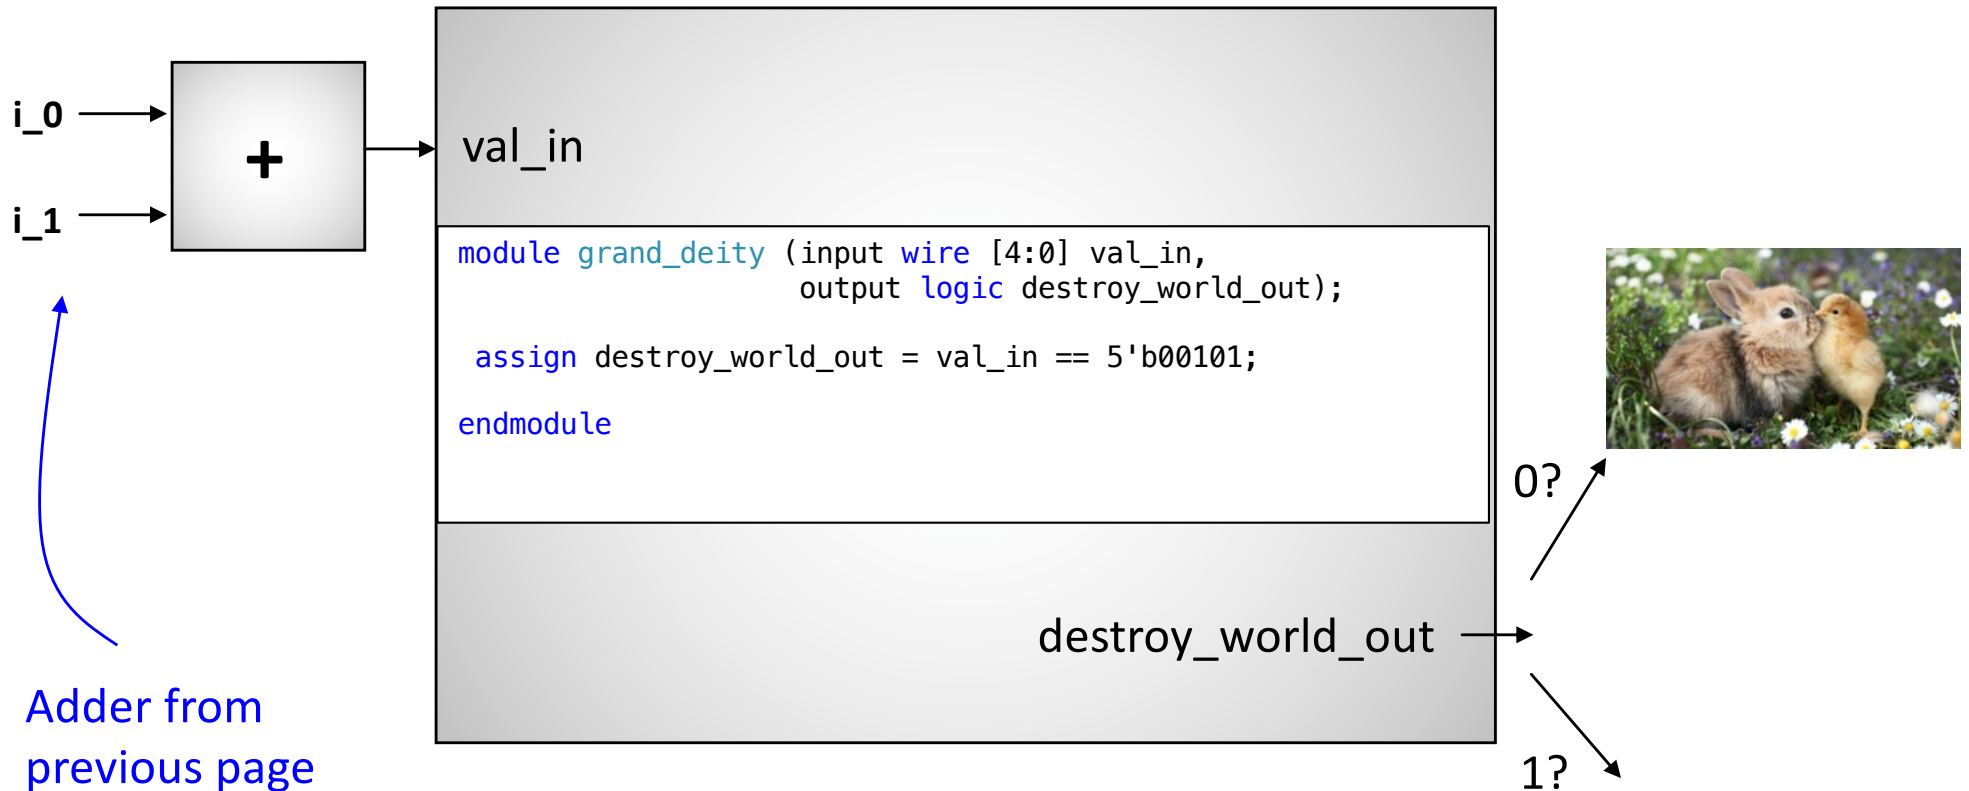 i_0
+
i_1
val_in
module grand_deity (input wire [4:0] val_in,
output logic destroy_world_out);
assign destroy_world_out = val_in == 5'b00101;
endmodule
0?
destroy_world_out
1?
Adder from
previous page